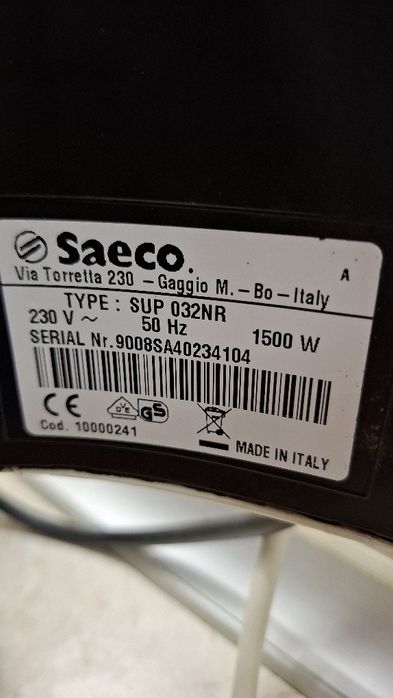 Saeco.
A
Via Torretta 230 – Gaggio M. – Bo – Italy
TYPE : SUP 032NR
230 V ~ 50 Hz 1500 W
SERIAL Nr.9008SA40234104
CE VDE GS
Cod. 10000241
MADE IN ITALY